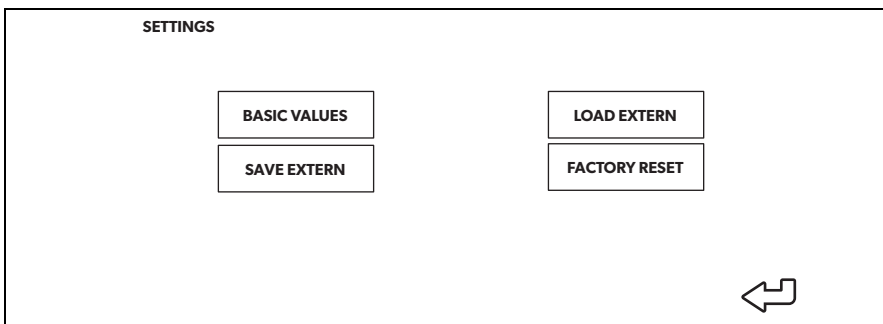 SETTINGS
BASIC VALUES
LOAD EXTERN
SAVE EXTERN
FACTORY RESET